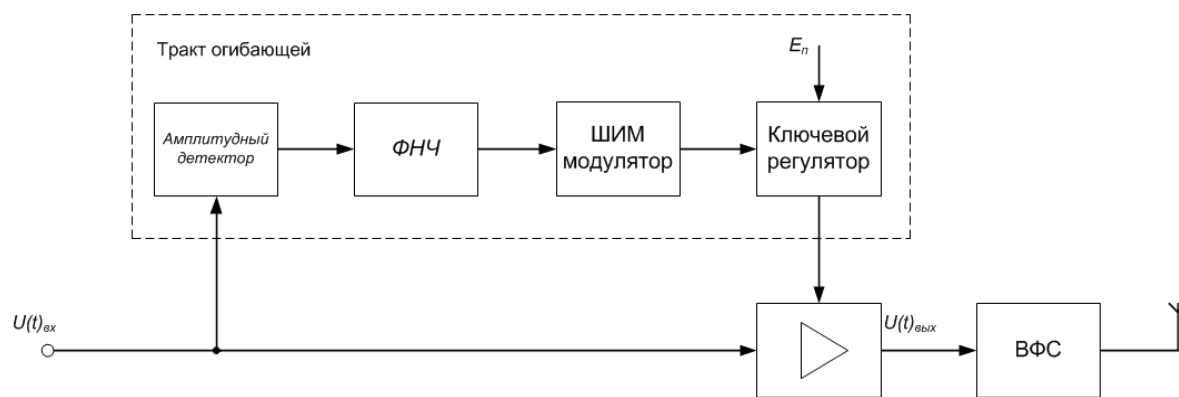 Тракт огибающей
Eп
Амплитудный
детектор
ФНЧ
ШИМ
модулятор
Ключевой
регулятор
U(t)вх
U(t)вых
ВФС